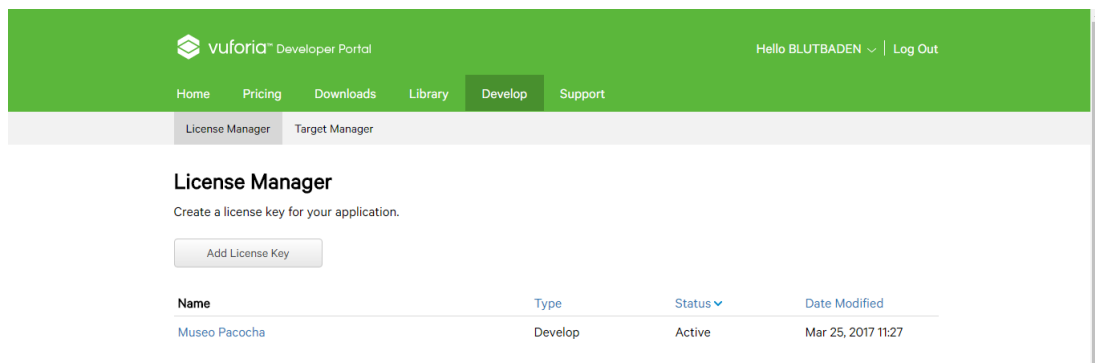 vuforia™ Developer Portal
Hello BLUTBADEN | Log Out
Home Pricing Downloads Library Develop Support
License Manager Target Manager
License Manager
Create a license key for your application.
Add License Key
Name Type Status Date Modified
Museo Pacocha Develop Active Mar 25, 2017 11:27